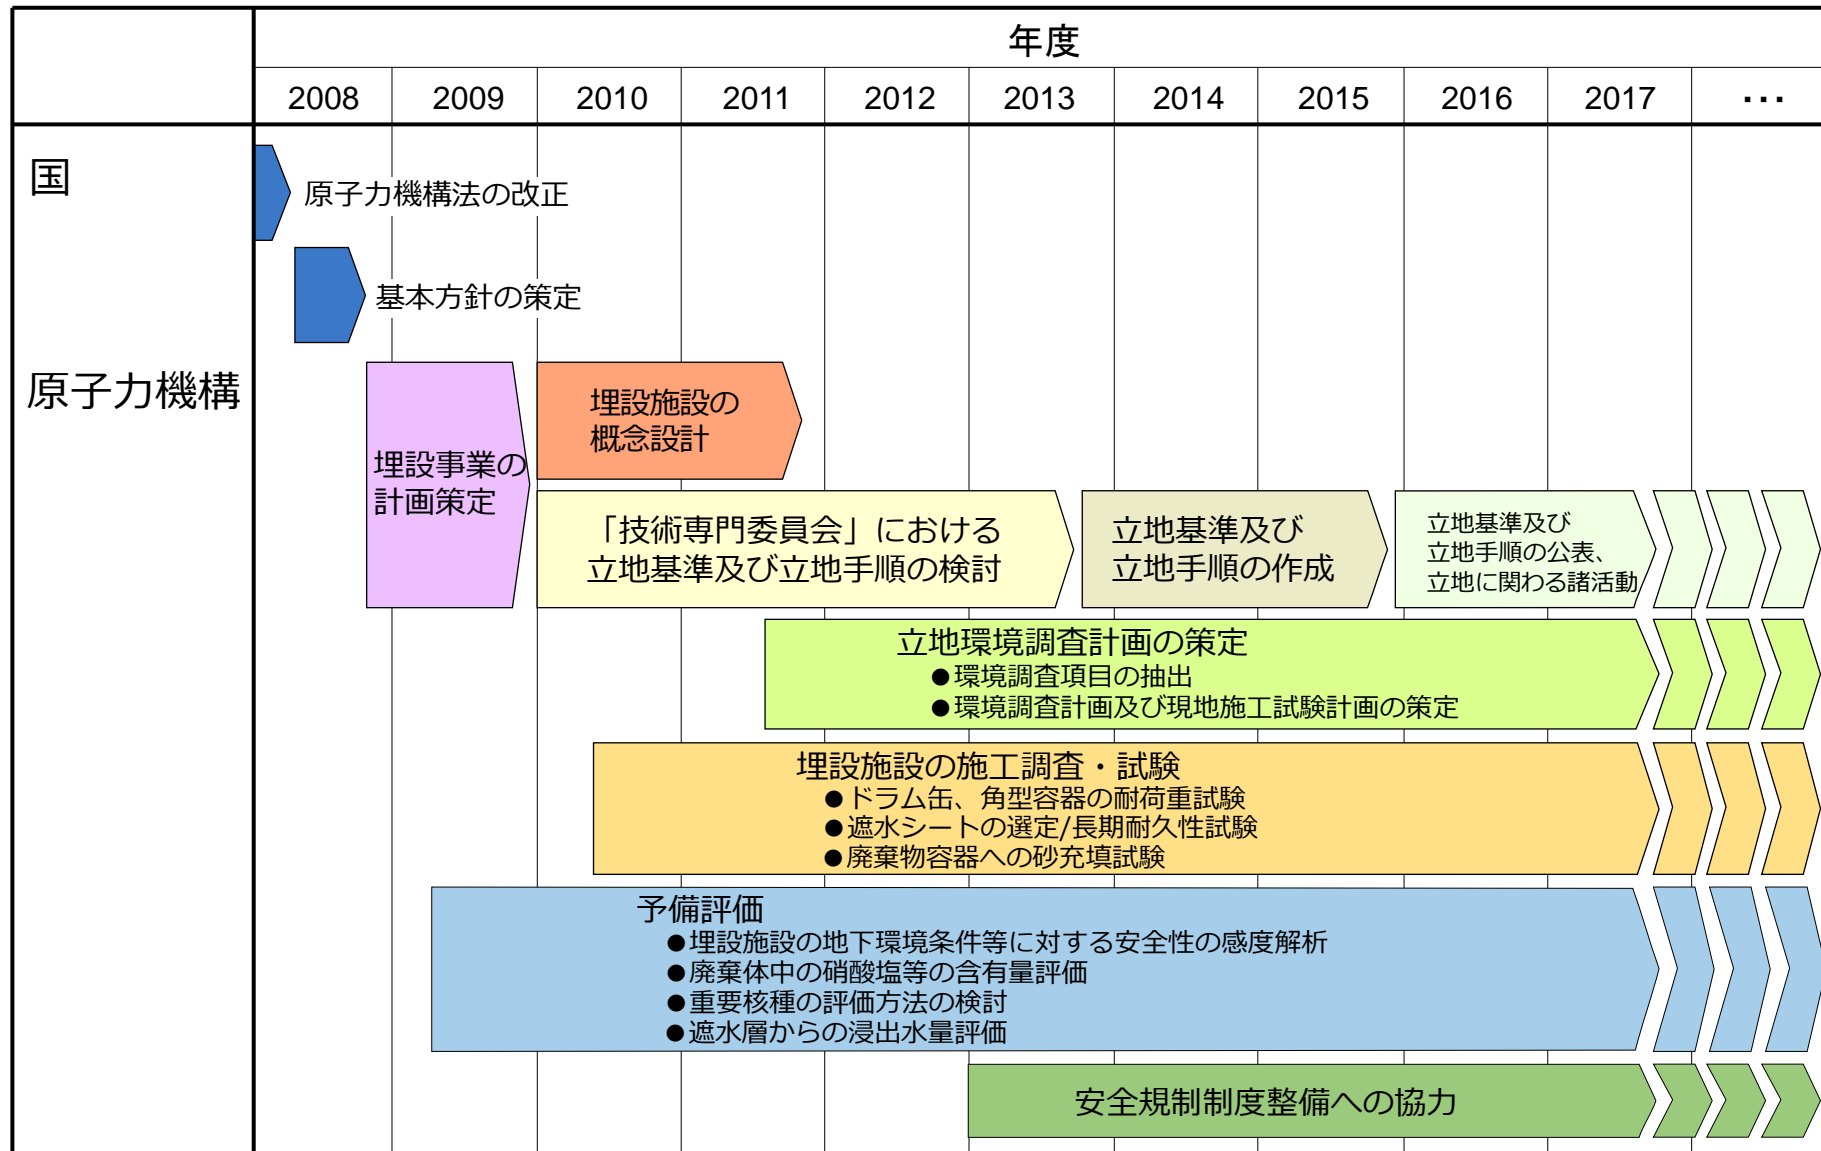 年度
2008 2009 2010 2011 2012 2013 2014 2015 2016 2017 …
国
原子力機構法の改正
基本方針の策定
原子力機構
埋設事業の
計画策定
埋設施設の
概念設計
「技術専門委員会」における
立地基準及び立地手順の検討
立地基準及び
立地手順の作成
立地基準及び
立地手順の公表、
立地に関わる諸活動
立地環境調査計画の策定
●環境調査項目の抽出
●環境調査計画及び現地施工試験計画の策定
埋設施設の施工調査・試験
●ドラム缶、角型容器の耐荷重試験
●遮水シートの選定/長期耐久性試験
●廃棄物容器への砂充填試験
予備評価
●埋設施設の地下環境条件等に対する安全性の感度解析
●廃棄体中の硝酸塩等の含有量評価
●重要核種の評価方法の検討
●遮水層からの浸出水量評価
安全規制制度整備への協力